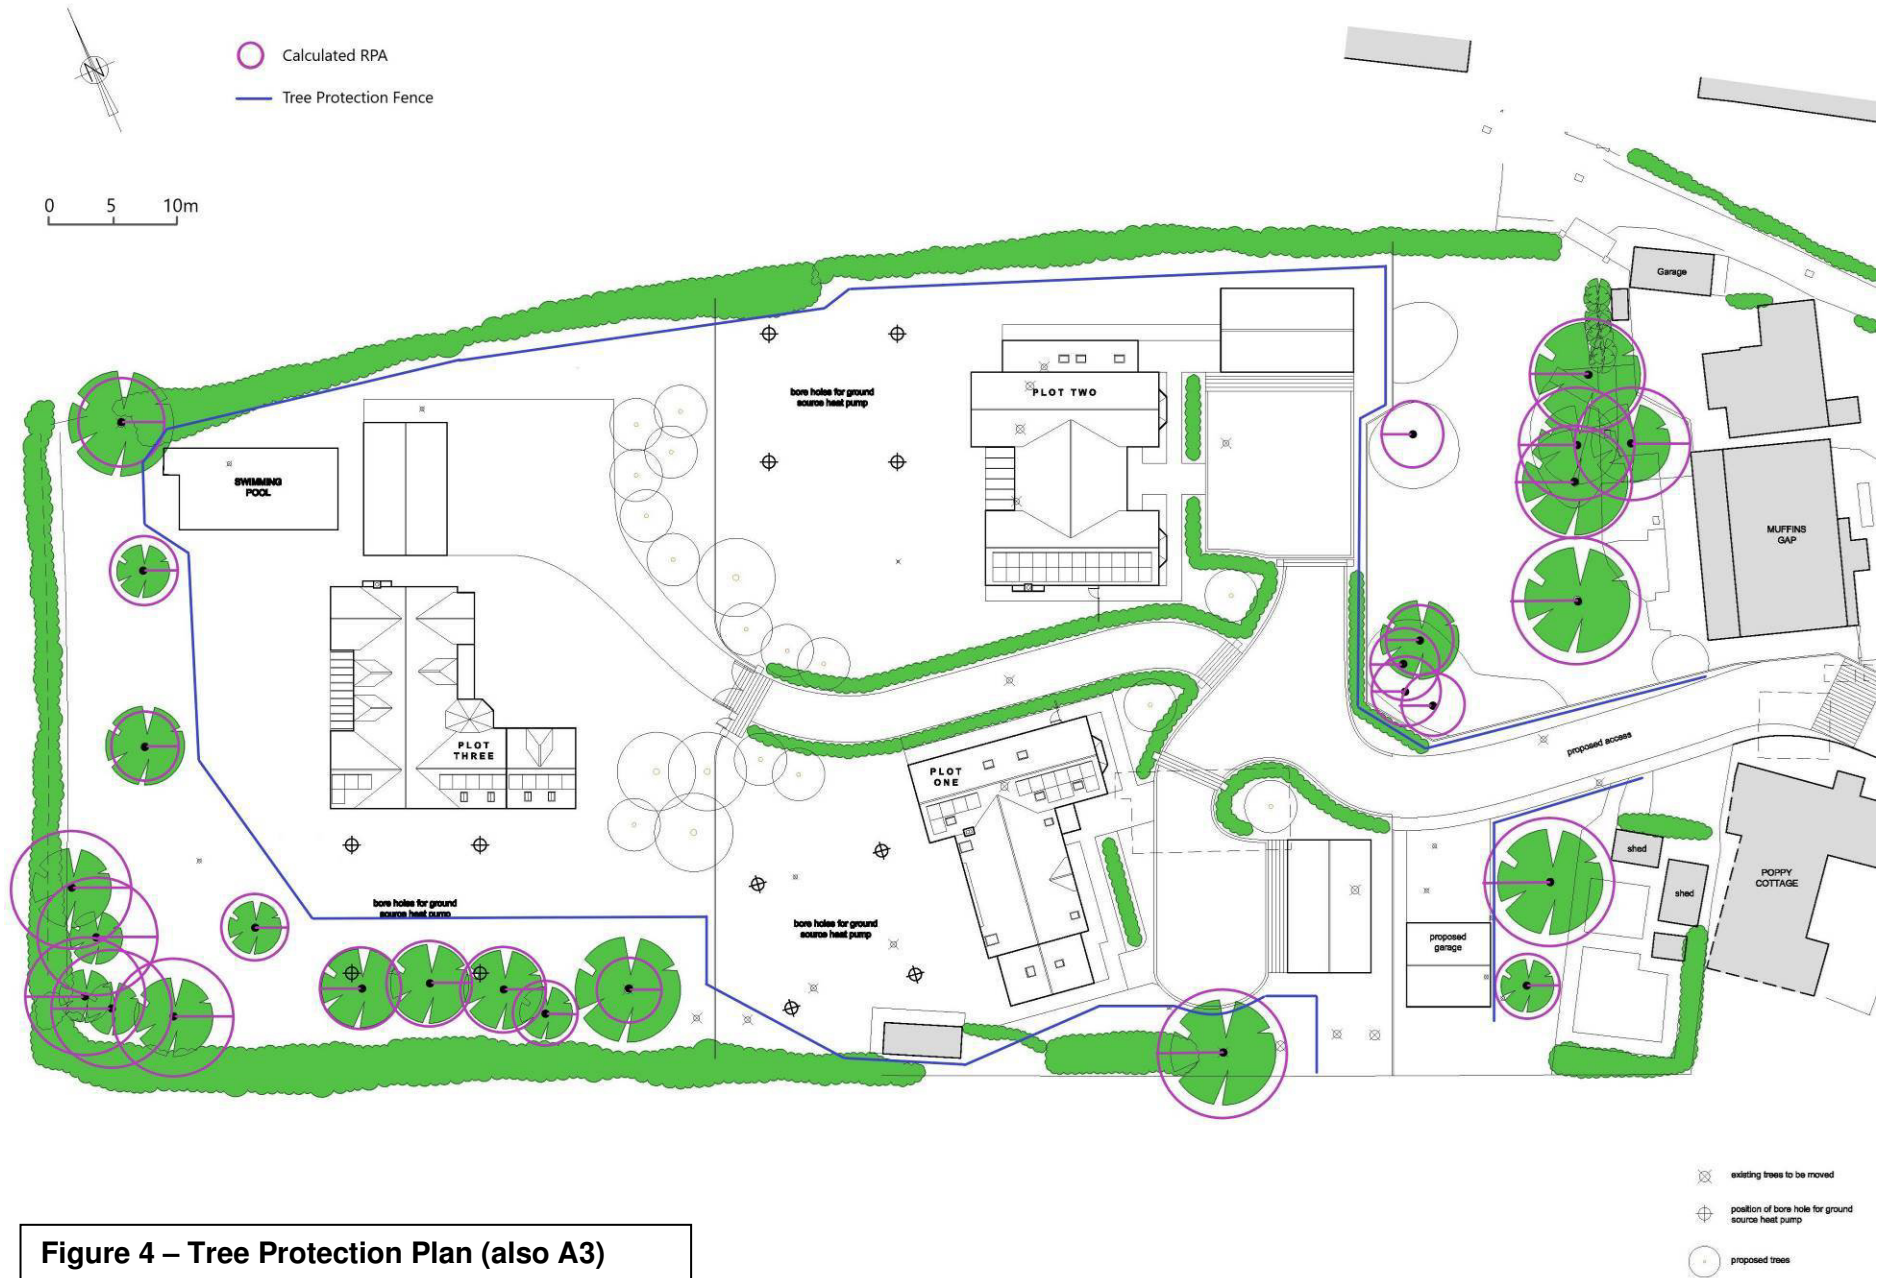 N
Calculated RPA
Tree Protection Fence
0 5 10m
Garage
bore holes for ground
source heat pump
PLOT TWO
SWIMMING
POOL
MUFFINS
GAP
PLOT
THREE
PLOT
ONE
proposed access
shed
shed
POPPY
COTTAGE
bore holes for ground
source heat pump
bore holes for ground
source heat pump
proposed
garage
existing trees to be moved
position of bore hole for ground
source heat pump
proposed trees
Figure 4 – Tree Protection Plan (also A3)